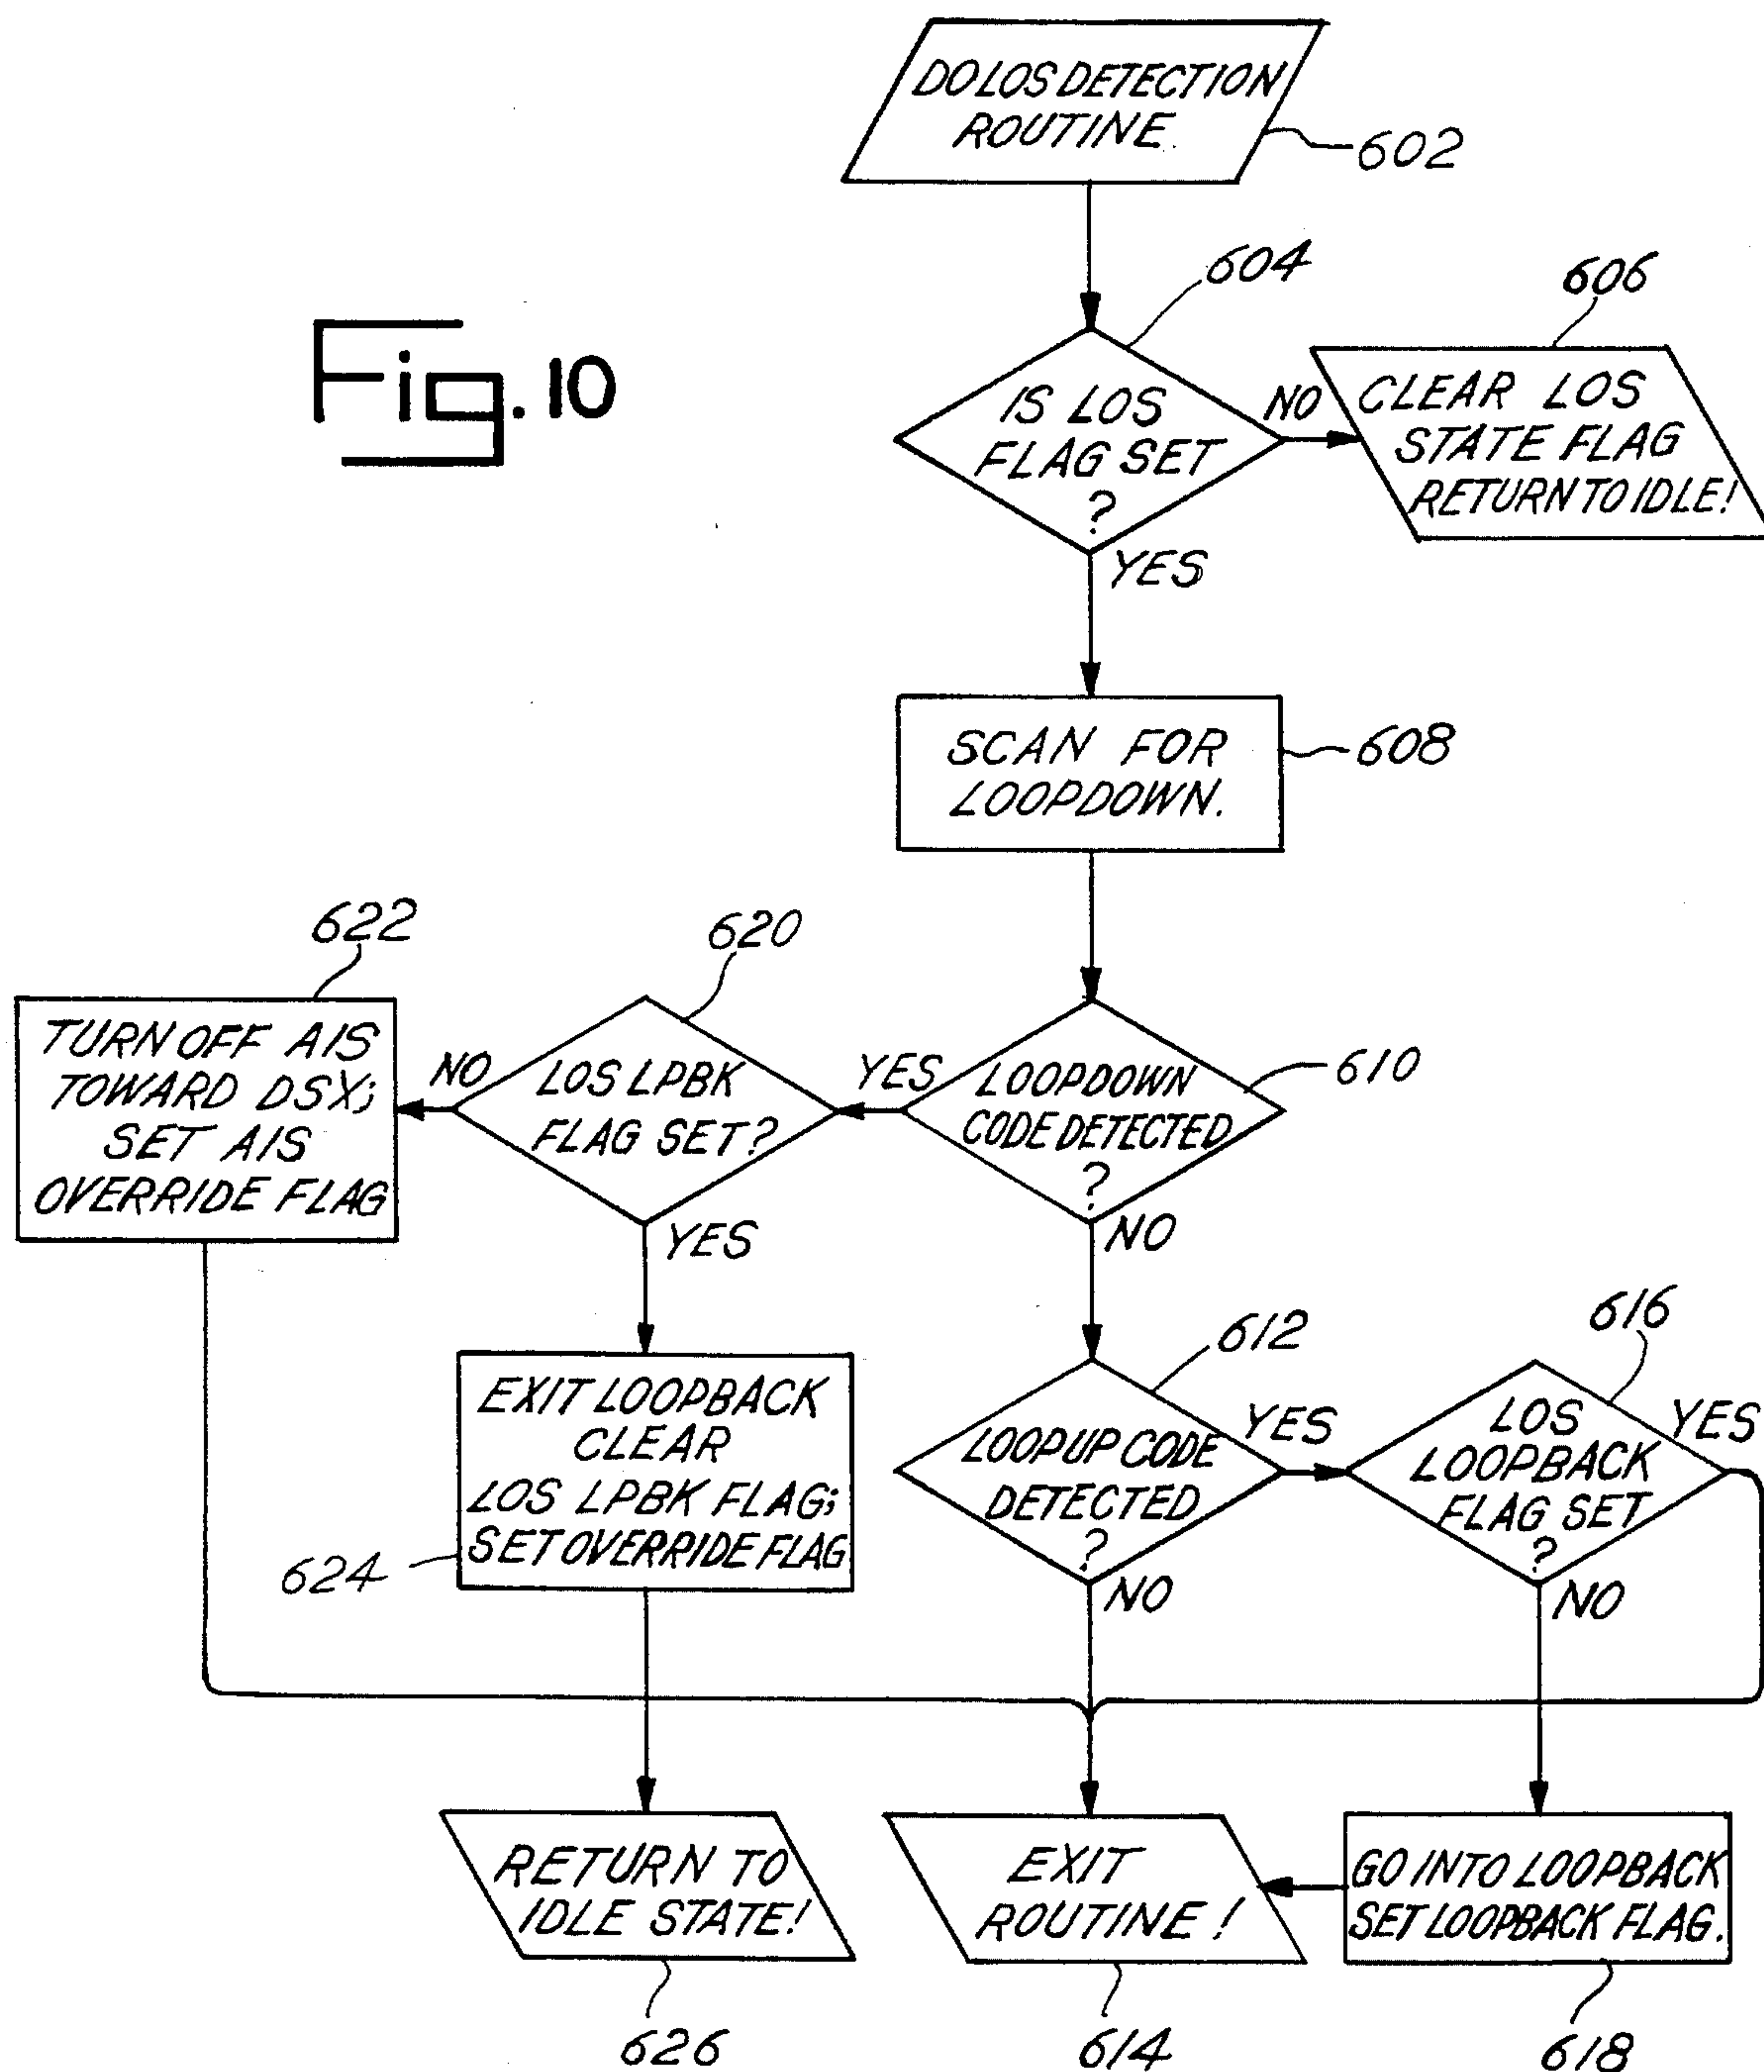 DO LOS DETECTION
ROUTINE
602
604
606
Fig. 10
IS LOS
FLAG SET
?
NO
CLEAR LOS
STATE FLAG
RETURN TO IDLE!
YES
SCAN FOR
LOOPDOWN.
608
622
620
TURN OFF AIS
TOWARD DSX;
SET AIS
OVERRIDE FLAG
NO
LOS LPBK
FLAG SET?
YES
LOOPDOWN
CODE DETECTED
?
610
YES
NO
612
616
EXIT LOOPBACK
CLEAR
LOS LPBK FLAG;
SET OVERRIDE FLAG
624
LOOPUP CODE
DETECTED
?
YES
LOS
LOOPBACK
FLAG SET
?
YES
NO
NO
RETURN TO
IDLE STATE!
EXIT
ROUTINE!
GO INTO LOOPBACK
SET LOOPBACK FLAG.
626
614
618